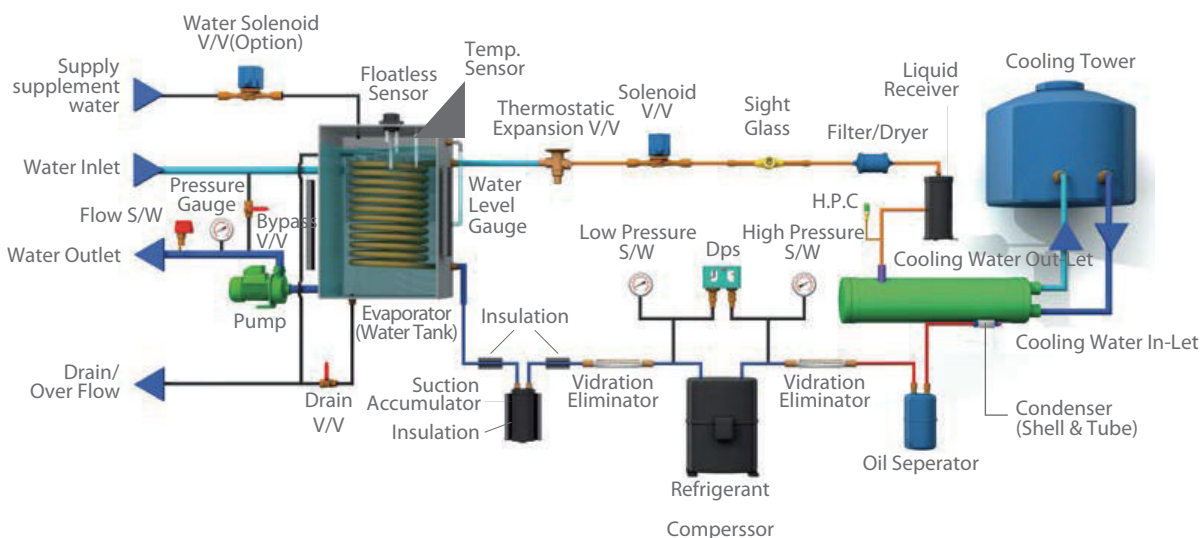 Water Solenoid
V/V(Option)
Supply
supplement
water
Floatless
Sensor
Temp.
Sensor
Thermostatic
Expansion V/V
Solenoid
V/V
Sight
Glass
Filter/Dryer
Liquid
Receiver
Cooling Tower
Water Inlet
Pressure
Gauge
Flow S/W
Bypass
V/V
Water
Level
Gauge
H.P.C
Low Pressure
S/W
Dps
High Pressure
S/W
Cooling Water Out-Let
Water Outlet
Pump
Evaporator
(Water Tank)
Insulation
Cooling Water In-Let
Drain/
Over Flow
Drain
V/V
Suction
Accumulator
Insulation
Vidration
Eliminator
Vidration
Eliminator
Condenser
(Shell & Tube)
Oil Seperator
Refrigerant
Comperssor